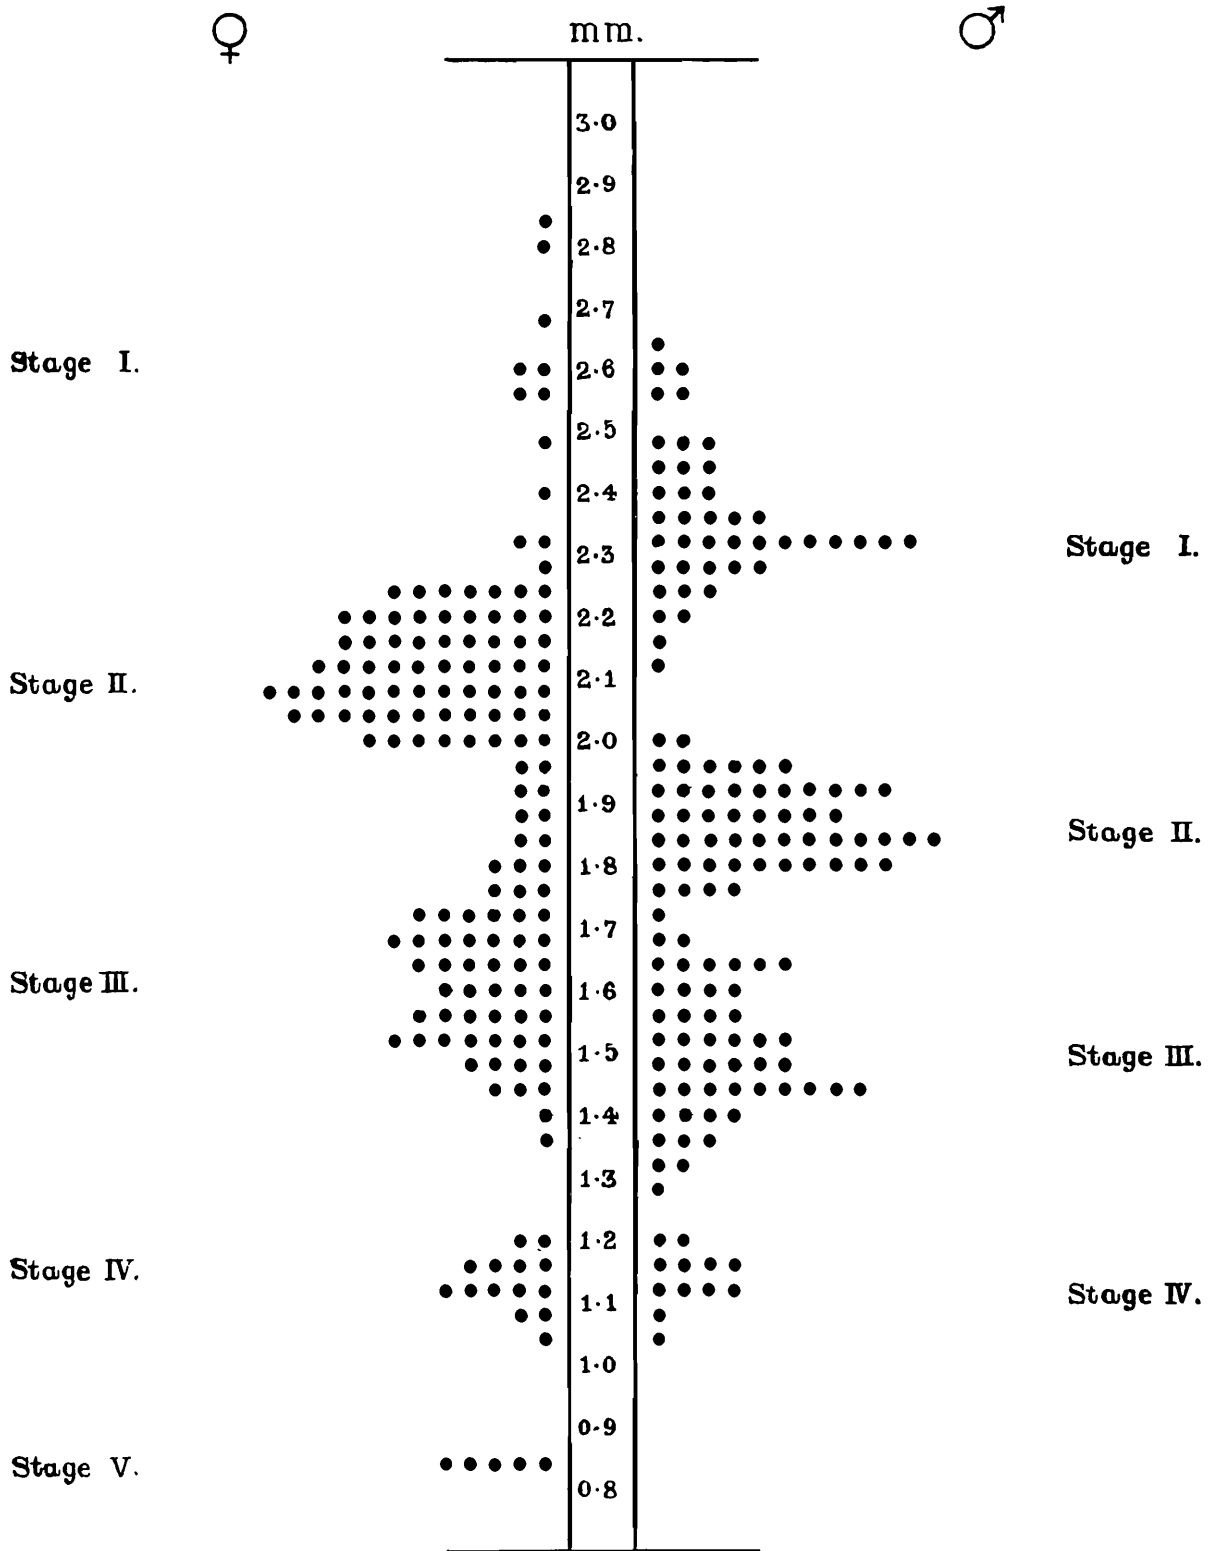 ♀ mm. ♂
3·0
2·9
2·8
2·7
Stage I.
2·6
2·5
2·4
2·3
Stage I.
2·2
Stage II.
2·1
2·0
1·9
Stage II.
1·8
1·7
Stage III.
1·6
1·5
Stage III.
1·4
1·3
1·2
Stage IV.
1·1
Stage IV.
1·0
0·9
Stage V.
0·8